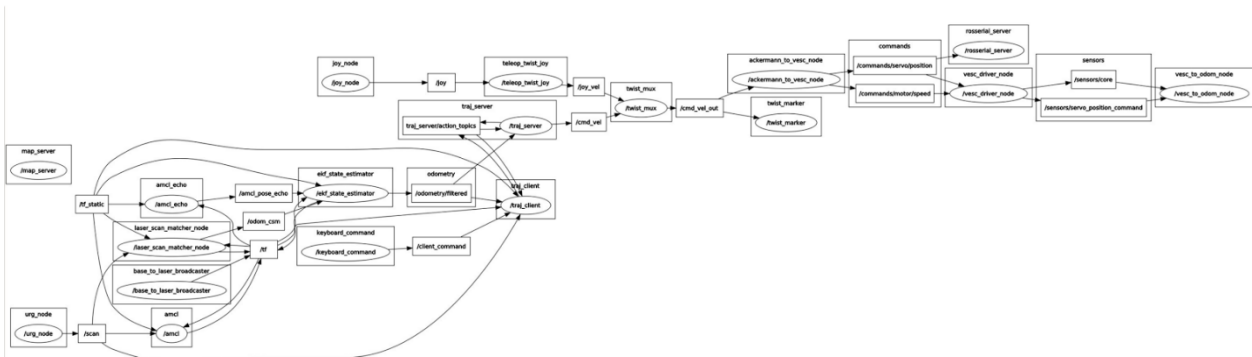 rosserial_server
/rosserial_server
joy_node
/joy_node
/joy
teleop_twist_joy
/teleop_twist_joy
/joy_vel
twist_mux
/twist_mux
/cmd_vel_out
ackermann_to_vesc_node
/ackermann_to_vesc_node
commands
/commands/servo/position
/commands/motor/speed
vesc_driver_node
/vesc_driver_node
sensors
/sensors/core
/sensors/servo_position_command
vesc_to_odom_node
/vesc_to_odom_node
twist_marker
/twist_marker
traj_server
traj_server/action_topics
/traj_server
/cmd_vel
map_server
/map_server
/tf_static
amcl_echo
/amcl_echo
/amcl_pose_echo
ekf_state_estimator
/ekf_state_estimator
odometry
/odometry/filtered
traj_client
/traj_client
/odom_csm
laser_scan_matcher_node
/laser_scan_matcher_node
/tf
keyboard_command
/keyboard_command
/client_command
base_to_laser_broadcaster
/base_to_laser_broadcaster
urg_node
/urg_node
/scan
amcl
/amcl